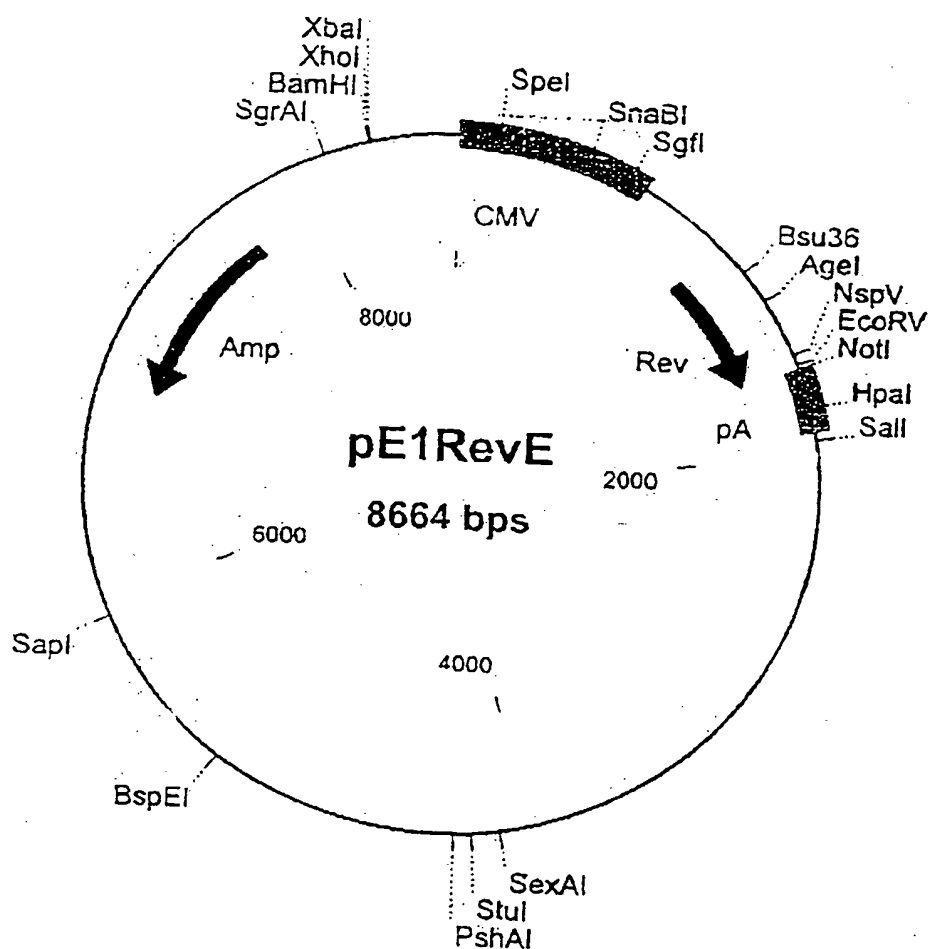 XbaI
XhoI
BamHI
SgrAI
SpeI
SnaBI
SgfI
CMV
Bsu36
AgeI
NspV
EcoRV
NotI
HpaI
SalI
8000
Amp
Rev
pA
pE1RevE
8664 bps
2000
6000
4000
SapI
BspEI
SexAI
StuI
PshAI